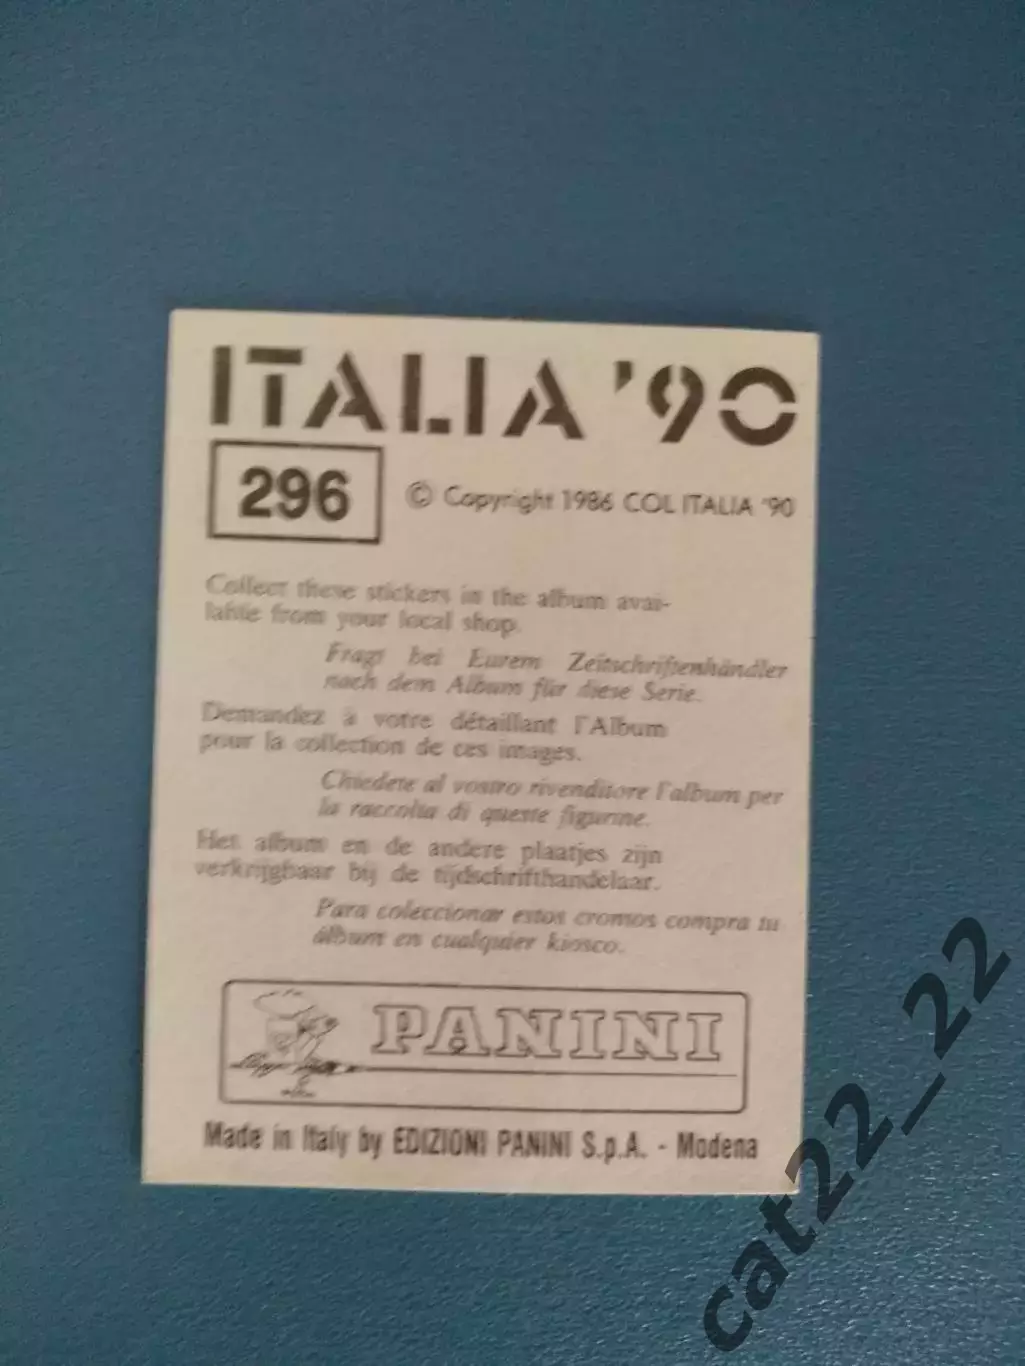 ITALIA '90
296
© Copyright 1986 COL ITALIA '90
Collect these stickers in the album avai-
lable from your local shop.
Fragt bei Eurem Zeitschriftenhändler
nach dem Album für diese Serie.
Demandez à votre détaillant l'Album
pour la collection de ces images.
Chiedete al vostro rivenditore l'album per
la raccolta di queste figurine.
Het album en de andere plaatjes zijn
verkrijgbaar bij de tijdschrifthandelaar.
Para coleccionar estos cromos compra tu
álbum en cualquier kiosco.
PANINI
Made in Italy by EDIZIONI PANINI S.p.A. - Modena
cat22_22